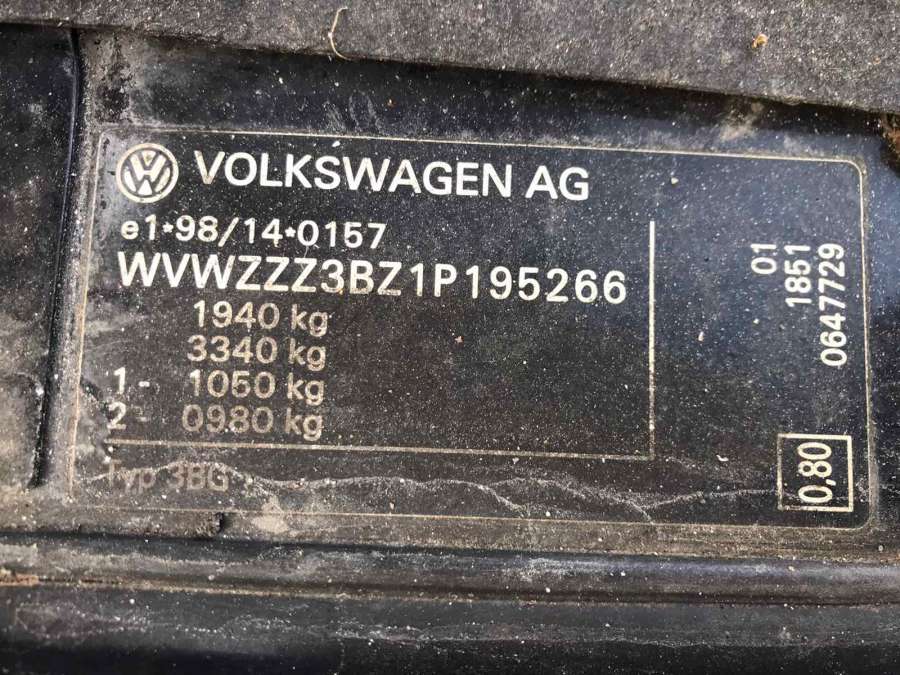 VOLKSWAGEN AG
e1*98/14*0157
WVWZZZ3BZ1P195266
1940 kg
3340 kg
1- 1050 kg
2- 0980 kg
Typ 3BG
01
1851
0647729
0,80